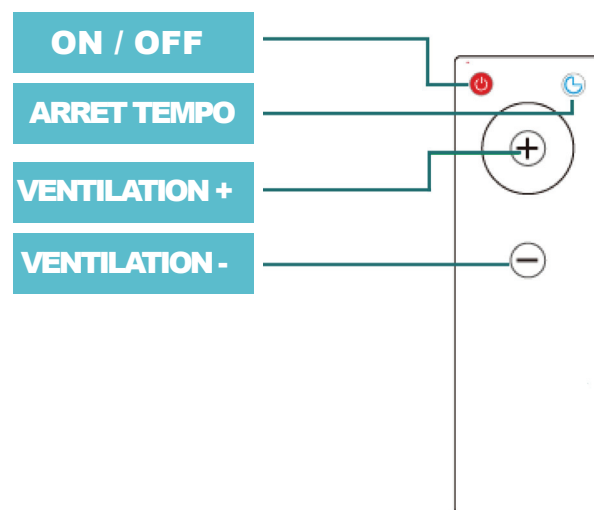 ON / OFF
ARRET TEMPO
VENTILATION +
VENTILATION -